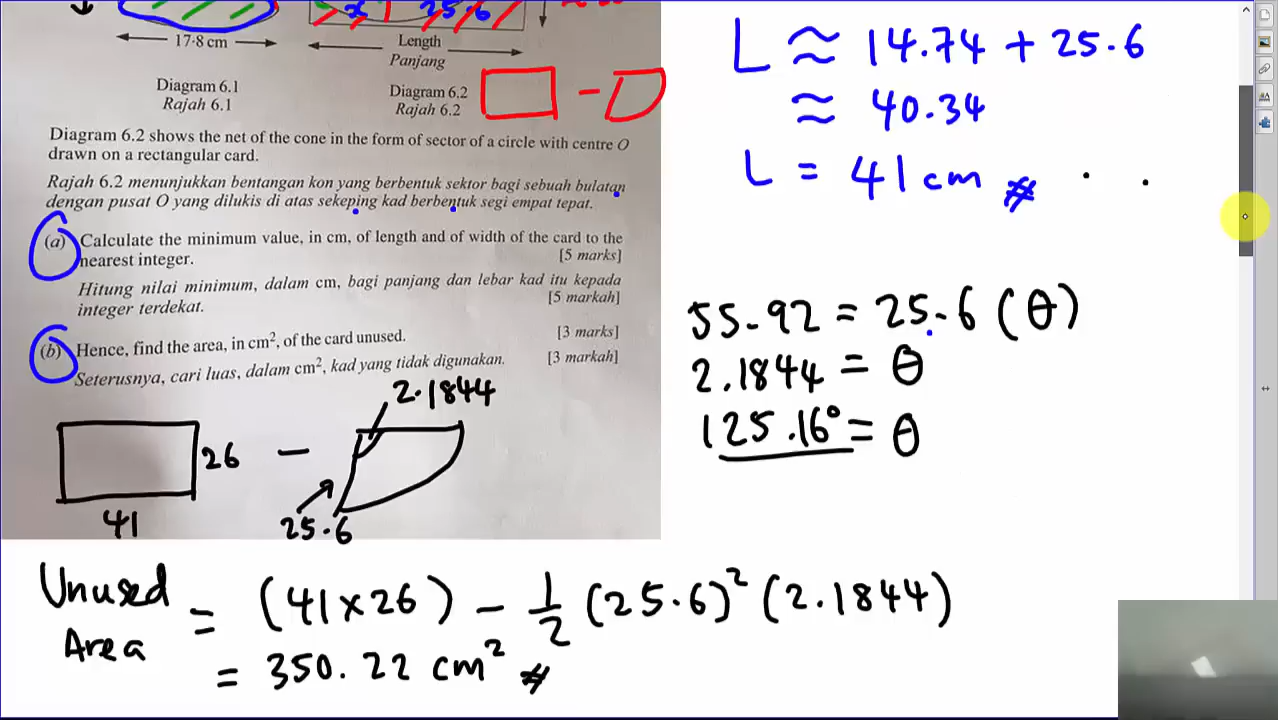 x 25.6
17·8 cm
Length
Panjang
Diagram 6.1
Rajah 6.1
Diagram 6.2
Rajah 6.2
Diagram 6.2 shows the net of the cone in the form of sector of a circle with centre O
drawn on a rectangular card.
Rajah 6.2 menunjukkan bentangan kon yang berbentuk sektor bagi sebuah bulatan
dengan pusat O yang dilukis di atas sekeping kad berbentuk segi empat tepat.
(a) Calculate the minimum value, in cm, of length and of width of the card to the
nearest integer. [5 marks]
Hitung nilai minimum, dalam cm, bagi panjang dan lebar kad itu kepada
integer terdekat. [5 markah]
(b) Hence, find the area, in cm², of the card unused. [3 marks]
Seterusnya, cari luas, dalam cm², kad yang tidak digunakan. [3 markah]
2.1844
26
41
25.6
L ≈ 14.74 + 25.6
≈ 40.34
L = 41 cm #
55.92 = 25.6 (θ)
2.1844 = θ
125.16° = θ
Unused
Area
= (41 x 26) - 1/2 (25.6)² (2.1844)
= 350.22 cm² #